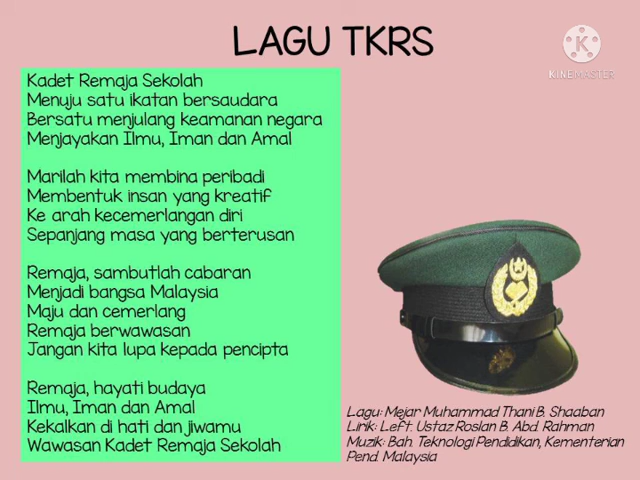 LAGU TKRS
KINEMASTER
Kadet Remaja Sekolah
Menuju satu ikatan bersaudara
Bersatu menjulang keamanan negara
Menjayakan Ilmu, Iman dan Amal
Marilah kita membina peribadi
Membentuk insan yang kreatif
Ke arah kecemerlangan diri
Sepanjang masa yang berterusan
Remaja, sambutlah cabaran
Menjadi bangsa Malaysia
Maju dan cemerlang
Remaja berwawasan
Jangan kita lupa kepada pencipta
Remaja, hayati budaya
Ilmu, Iman dan Amal
Kekalkan di hati dan jiwamu
Wawasan Kadet Remaja Sekolah
Lagu: Mejar Muhammad Thani B. Shaaban
Lirik: Left. Ustaz Roslan B. Abd. Rahman
Muzik: Bah. Teknologi Pendidikan, Kementerian
Pend. Malaysia